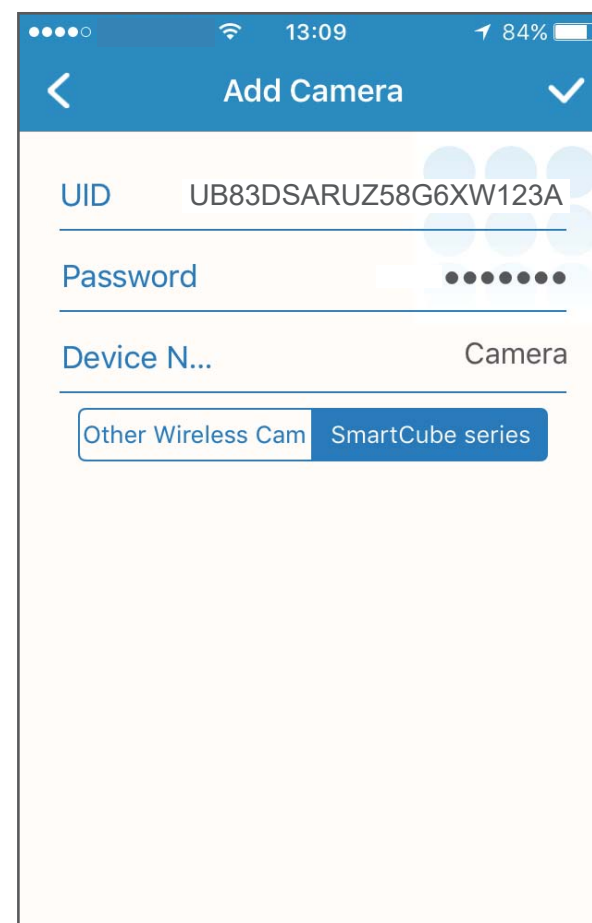 13:09 84%
Add Camera
UID UB83DSARUZ58G6XW123A
Password •••••••
Device N... Camera
Other Wireless Cam SmartCube series